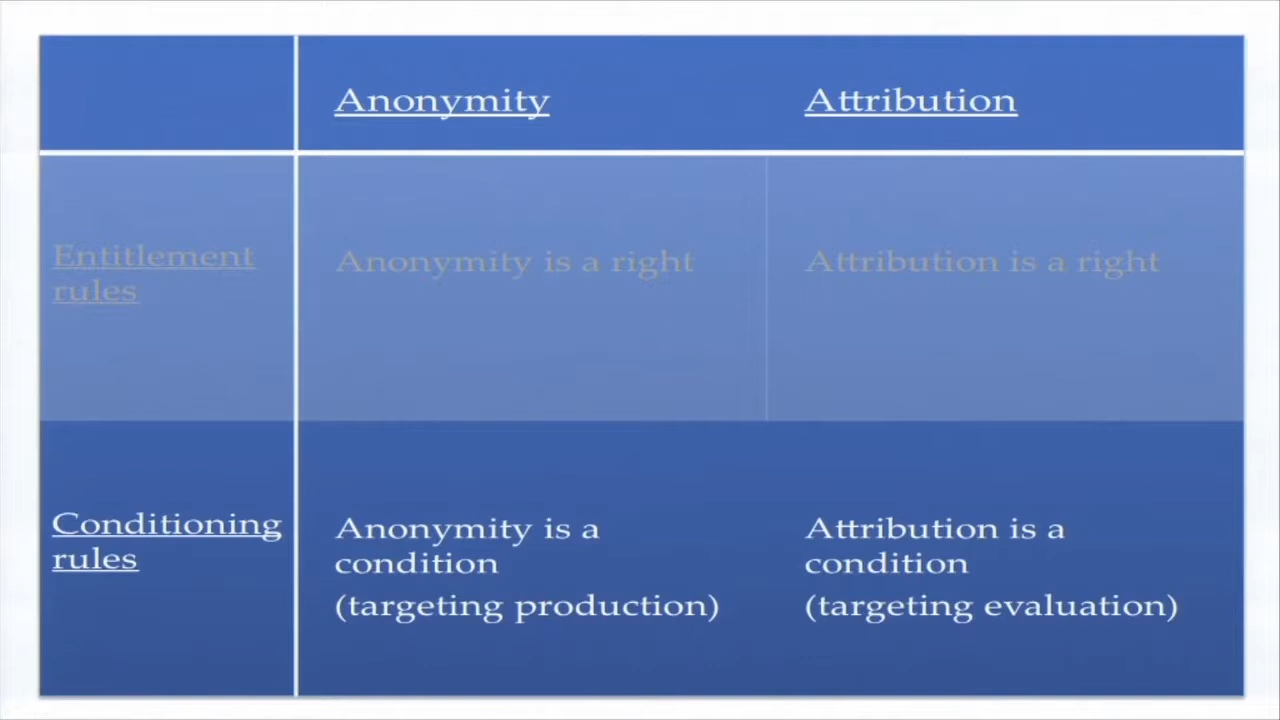 Anonymity
Attribution
Entitlement
rules
Anonymity is a right
Attribution is a right
Conditioning
rules
Anonymity is a
condition
(targeting production)
Attribution is a
condition
(targeting evaluation)